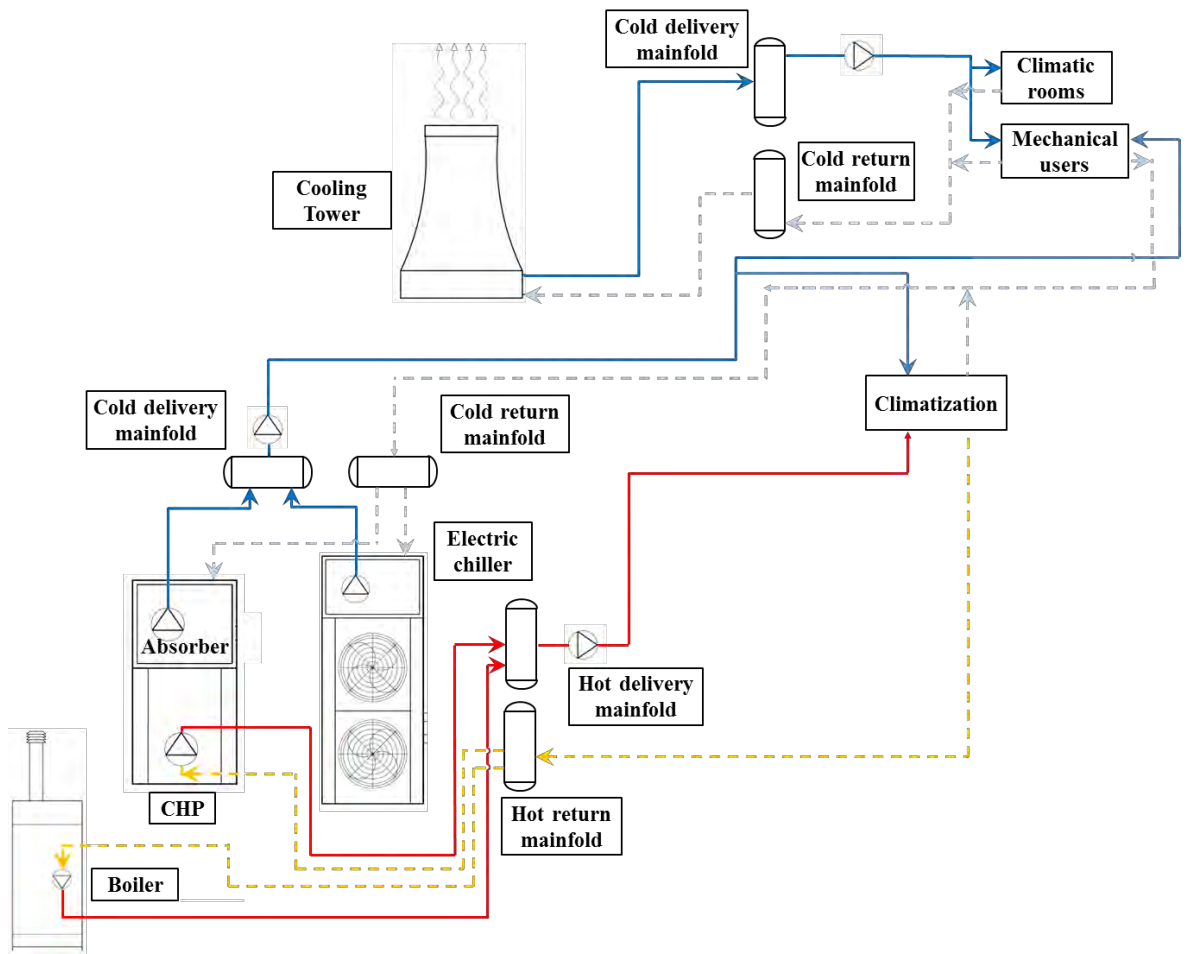 Cold delivery
mainfold
Climatic
rooms
Mechanical
users
Cold return
mainfold
Cooling
Tower
Climatization
Cold delivery
mainfold
Cold return
mainfold
Electric
chiller
Absorber
Hot delivery
mainfold
CHP
Hot return
mainfold
Boiler